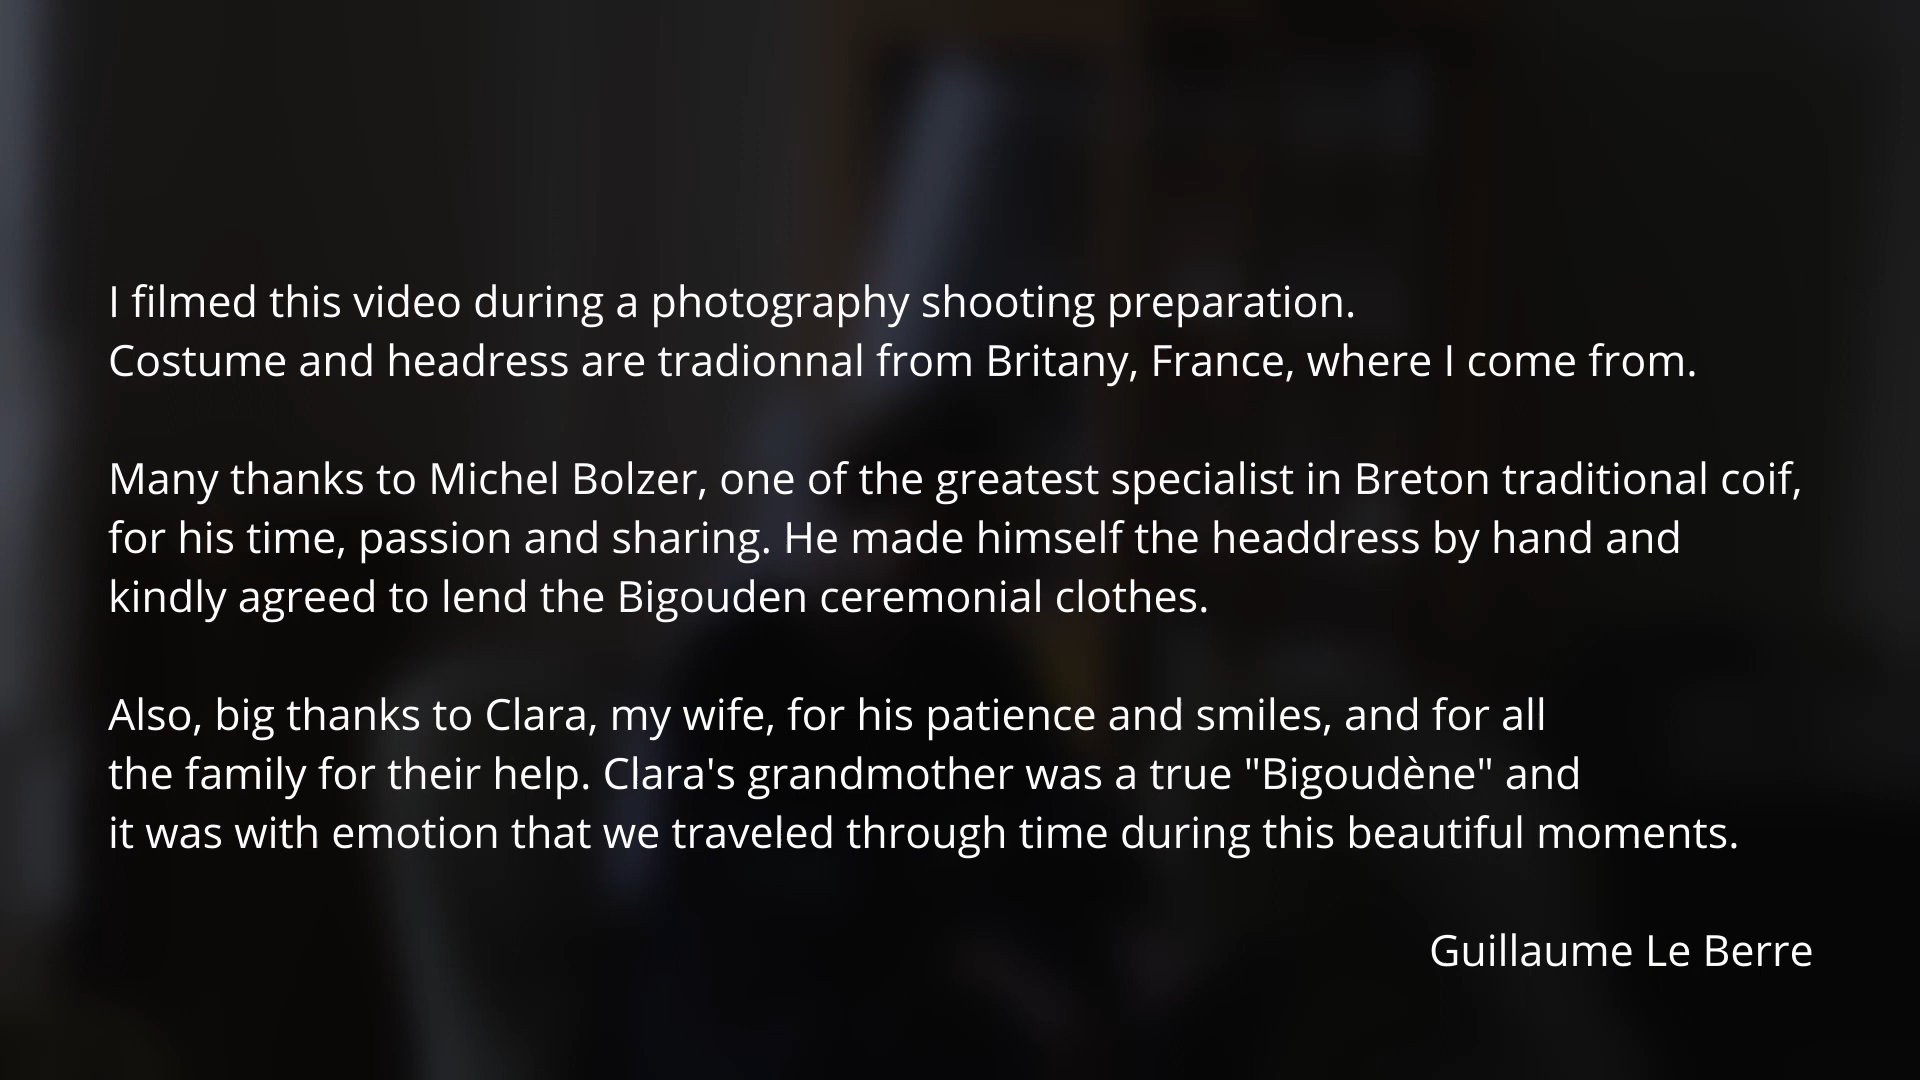 I filmed this video during a photography shooting preparation.
Costume and headress are tradionnal from Britany, France, where I come from.
Many thanks to Michel Bolzer, one of the greatest specialist in Breton traditional coif,
for his time, passion and sharing. He made himself the headdress by hand and
kindly agreed to lend the Bigouden ceremonial clothes.
Also, big thanks to Clara, my wife, for his patience and smiles, and for all
the family for their help. Clara's grandmother was a true "Bigoudène" and
it was with emotion that we traveled through time during this beautiful moments.
Guillaume Le Berre